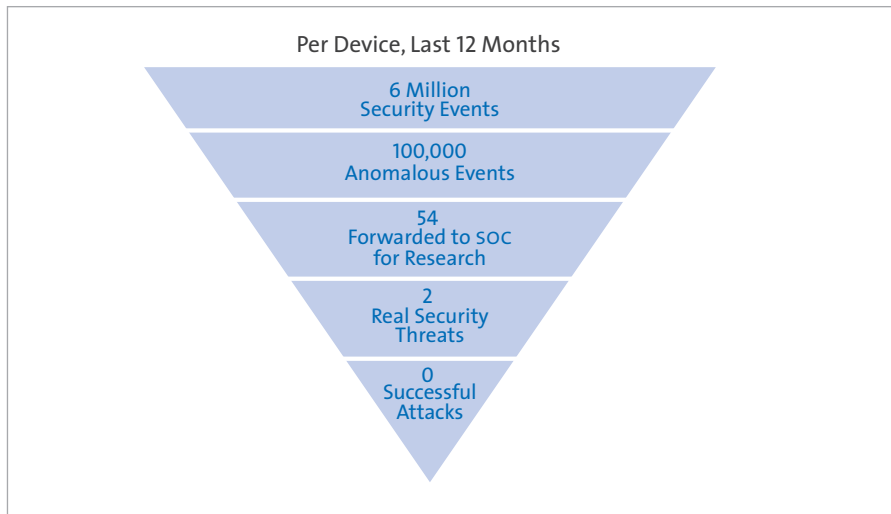 Per Device, Last 12 Months
6 Million
Security Events
100,000
Anomalous Events
54
Forwarded to SOC
for Research
2
Real Security
Threats
0
Successful
Attacks